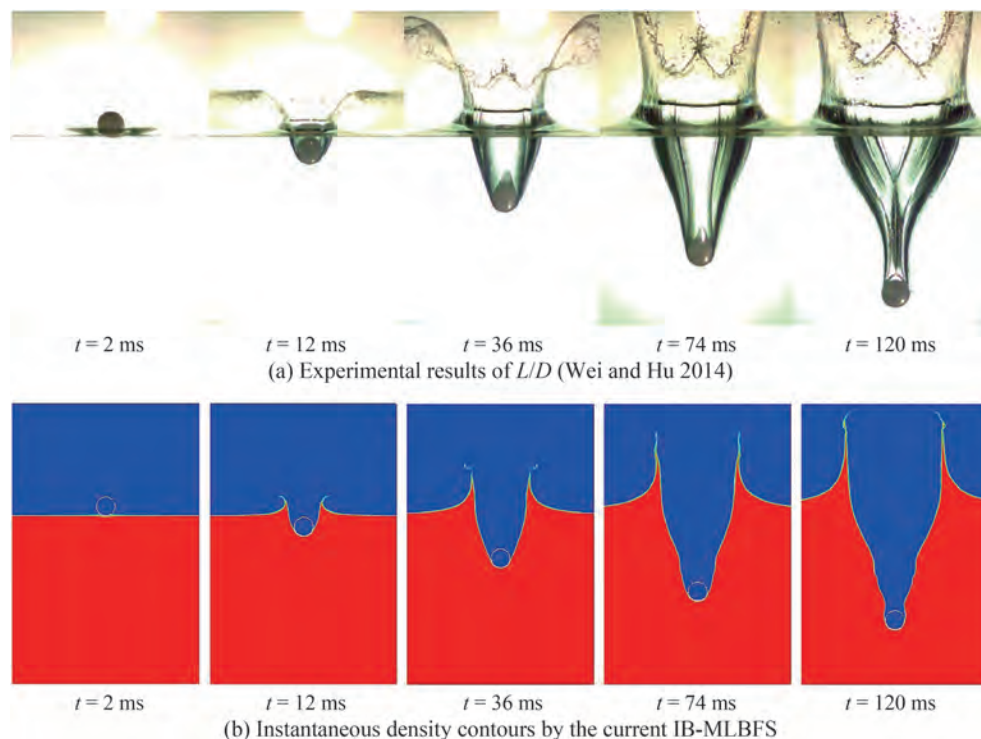 t = 2 ms t = 12 ms t = 36 ms t = 74 ms t = 120 ms
(a) Experimental results of L/D (Wei and Hu 2014)
t = 2 ms t = 12 ms t = 36 ms t = 74 ms t = 120 ms
(b) Instantaneous density contours by the current IB-MLBFS